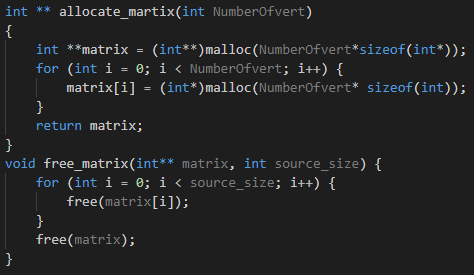 int ** allocate_martix(int NumberOfvert)
{
    int **matrix = (int**)malloc(NumberOfvert*sizeof(int*));
    for (int i = 0; i < NumberOfvert; i++) {
        matrix[i] = (int*)malloc(NumberOfvert* sizeof(int));
    }
    return matrix;
}
void free_matrix(int** matrix, int source_size) {
    for (int i = 0; i < source_size; i++) {
        free(matrix[i]);
    }
    free(matrix);
}